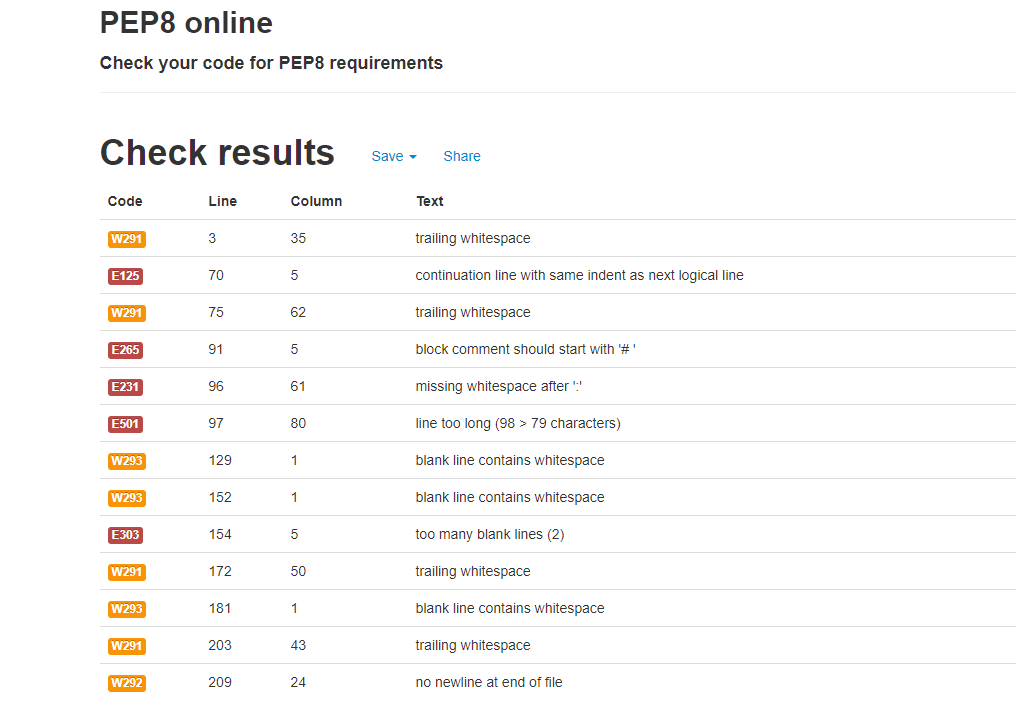 PEP8 online
Check your code for PEP8 requirements
Check results Save Share
Code Line Column Text
W291 3 35 trailing whitespace
E125 70 5 continuation line with same indent as next logical line
W291 75 62 trailing whitespace
E265 91 5 block comment should start with '# '
E231 96 61 missing whitespace after ':'
E501 97 80 line too long (98 > 79 characters)
W293 129 1 blank line contains whitespace
W293 152 1 blank line contains whitespace
E303 154 5 too many blank lines (2)
W291 172 50 trailing whitespace
W293 181 1 blank line contains whitespace
W291 203 43 trailing whitespace
W292 209 24 no newline at end of file